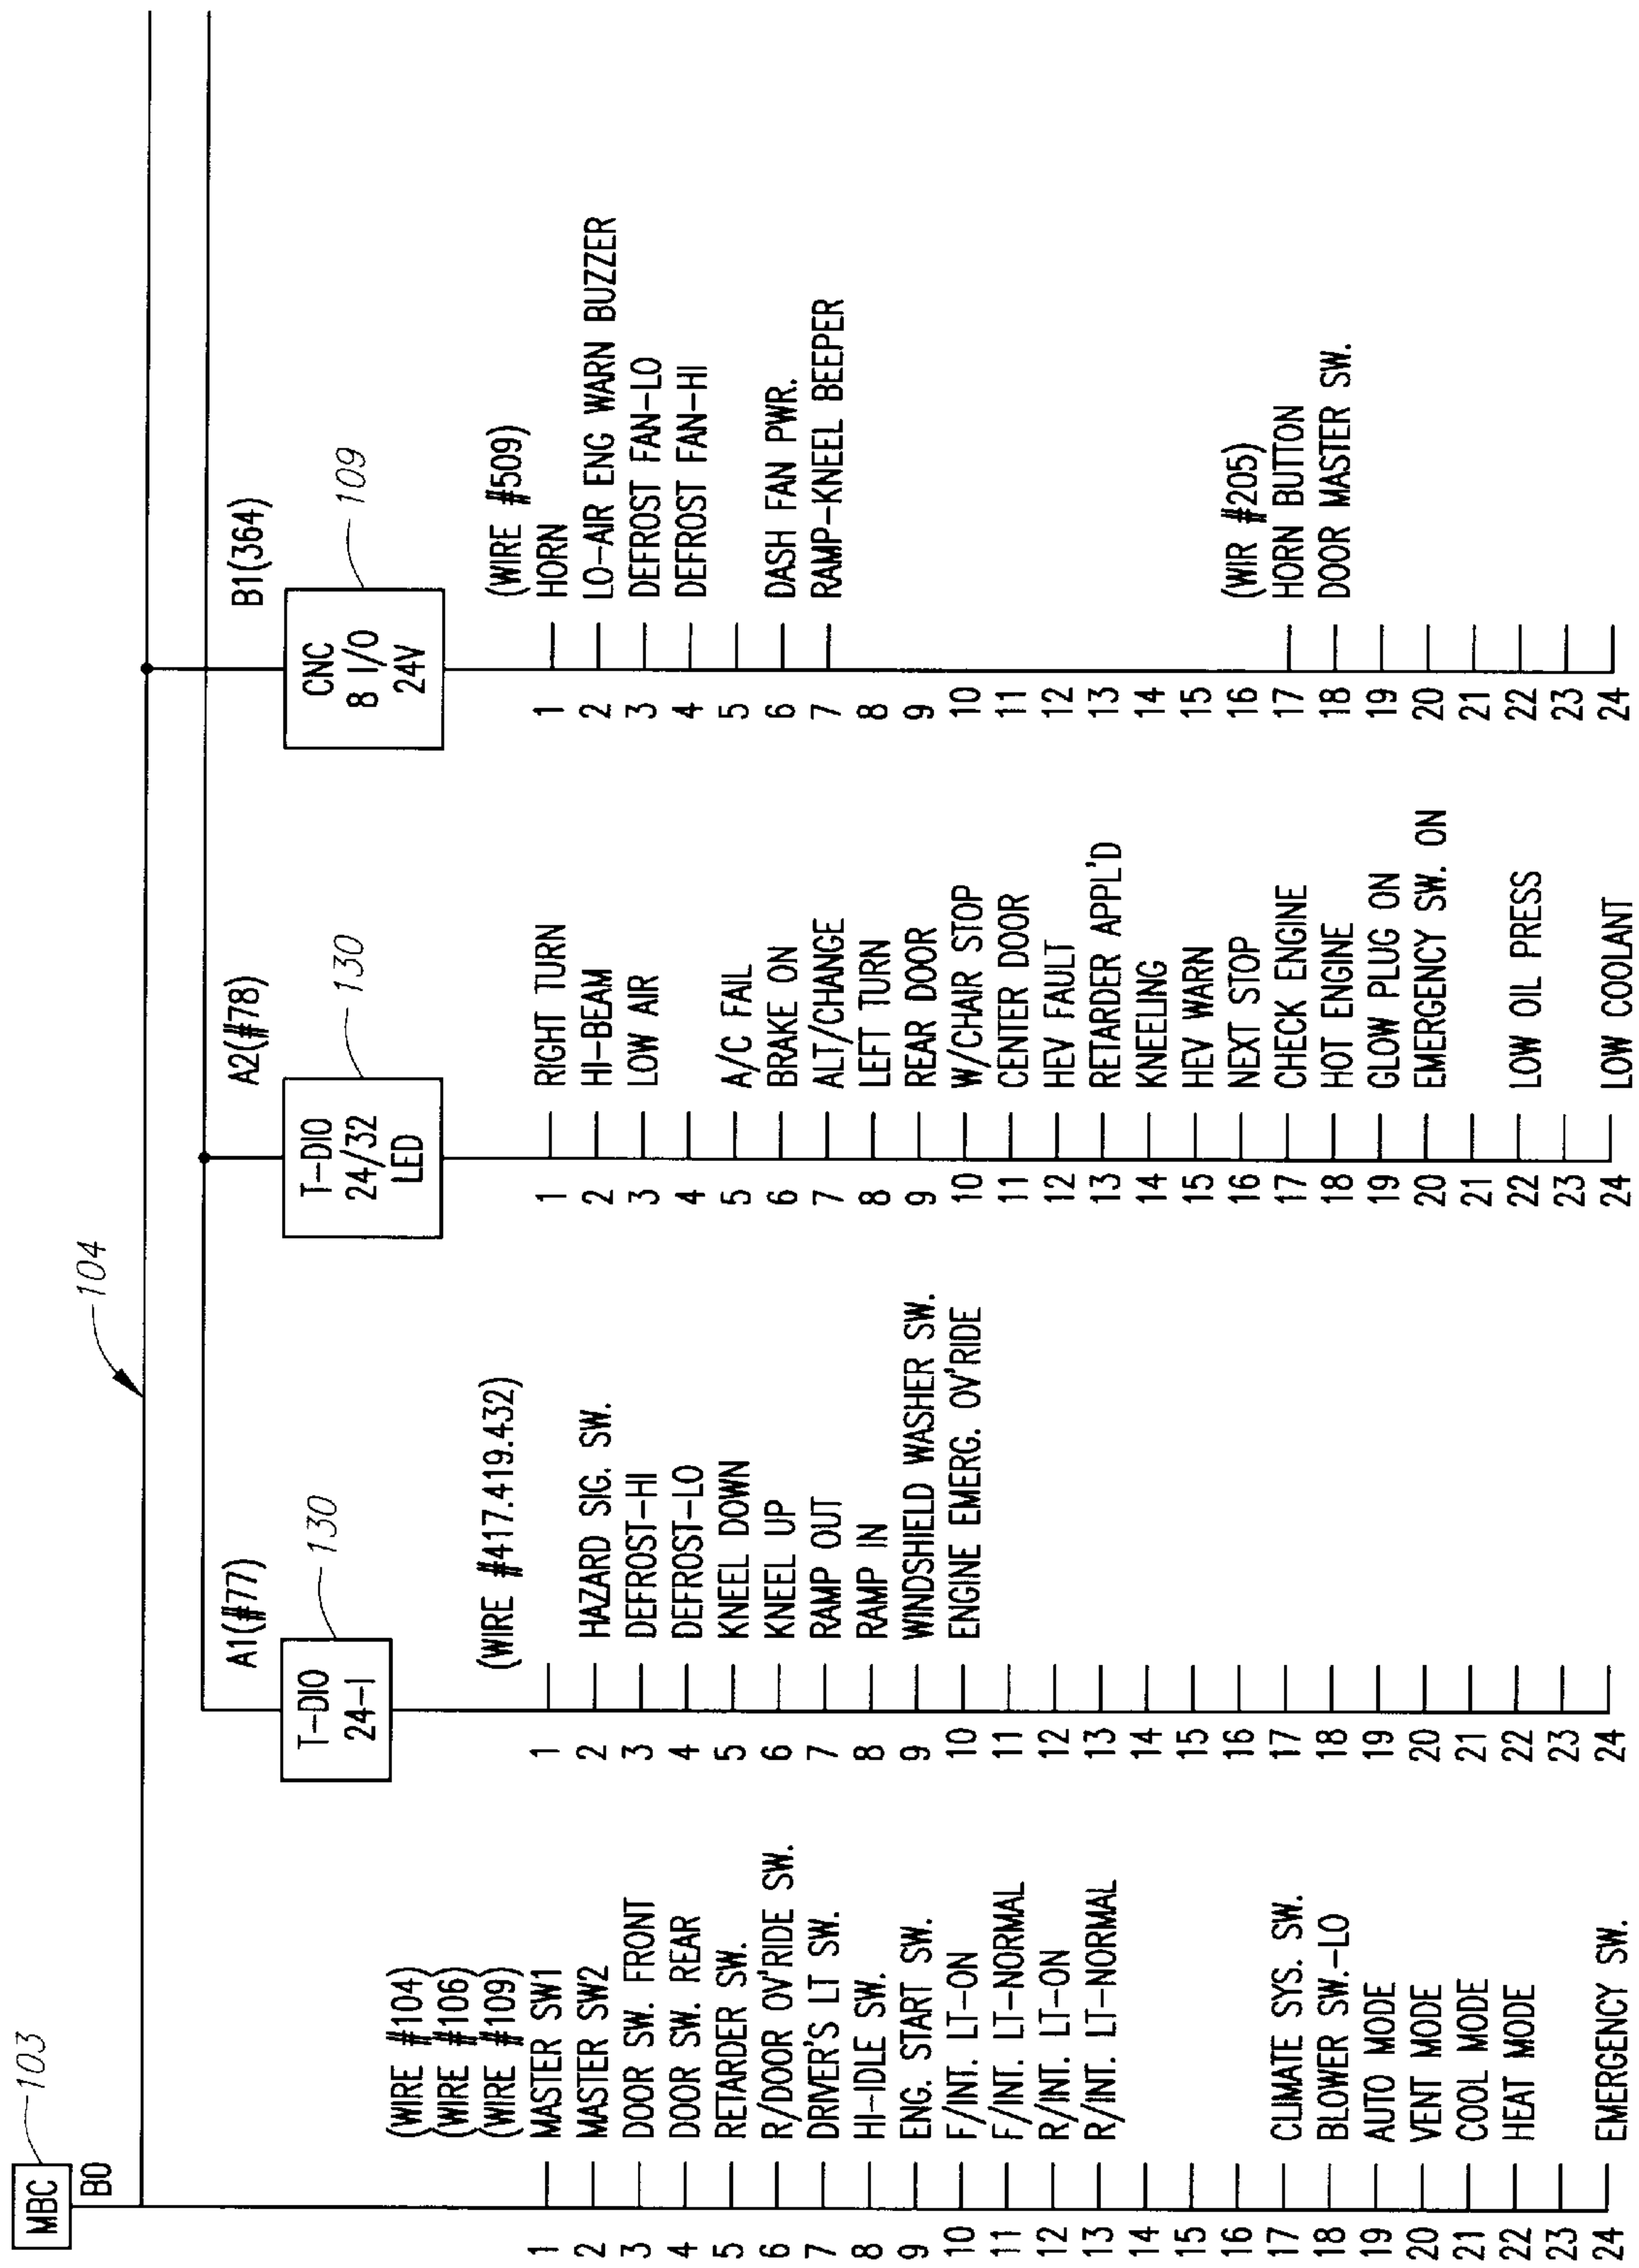 MBC
103
B0
104
(WIRE #104)
(WIRE #106)
(WIRE #109)
1 MASTER SW1
2 MASTER SW2
3 DOOR SW. FRONT
4 DOOR SW. REAR
5 RETARDER SW.
6 R/DOOR OV'RIDE SW.
7 DRIVER'S LT SW.
8 HI-IDLE SW.
9 ENG. START SW.
10 F/INT. LT-ON
11 F/INT. LT-NORMAL
12 R/INT. LT-ON
13 R/INT. LT-NORMAL
14
15
16
17 CLIMATE SYS. SW.
18 BLOWER SW.-LO
19 AUTO MODE
20 VENT MODE
21 COOL MODE
22 HEAT MODE
23
24 EMERGENCY SW.
A1(#77)
T-DIO
24-1
130
(WIRE #417.419.432)
1
2 HAZARD SIG. SW.
3 DEFROST-HI
4 DEFROST-LO
5 KNEEL DOWN
6 KNEEL UP
7 RAMP OUT
8 RAMP IN
9 WINDSHIELD WASHER SW.
10 ENGINE EMERG. OV'RIDE
11
12
13
14
15
16
17
18
19
20
21
22
23
24
A2(#78)
T-DIO
24/32
LED
130
1 RIGHT TURN
2 HI-BEAM
3 LOW AIR
4
5 A/C FAIL
6 BRAKE ON
7 ALT/CHANGE
8 LEFT TURN
9 REAR DOOR
10 W/CHAIR STOP
11 CENTER DOOR
12 HEV FAULT
13 RETARDER APPL'D
14 KNEELING
15 HEV WARN
16 NEXT STOP
17 CHECK ENGINE
18 HOT ENGINE
19 GLOW PLUG ON
20 EMERGENCY SW. ON
21
22 LOW OIL PRESS
23
24 LOW COOLANT
B1(364)
CNC
8 I/O
24V
109
(WIRE #509)
1 HORN
2 LO-AIR ENG WARN BUZZER
3 DEFROST FAN-LO
4 DEFROST FAN-HI
5
6 DASH FAN PWR.
7 RAMP-KNEEL BEEPER
8
9
10
11
12
13
14
15
16
(WIR #205)
17 HORN BUTTON
18 DOOR MASTER SW.
19
20
21
22
23
24